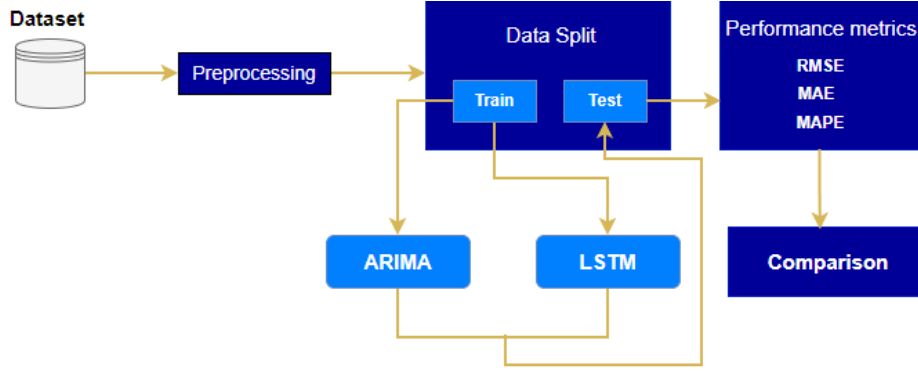 Dataset
Preprocessing
Data Split
Train
Test
Performance metrics
RMSE
MAE
MAPE
ARIMA
LSTM
Comparison